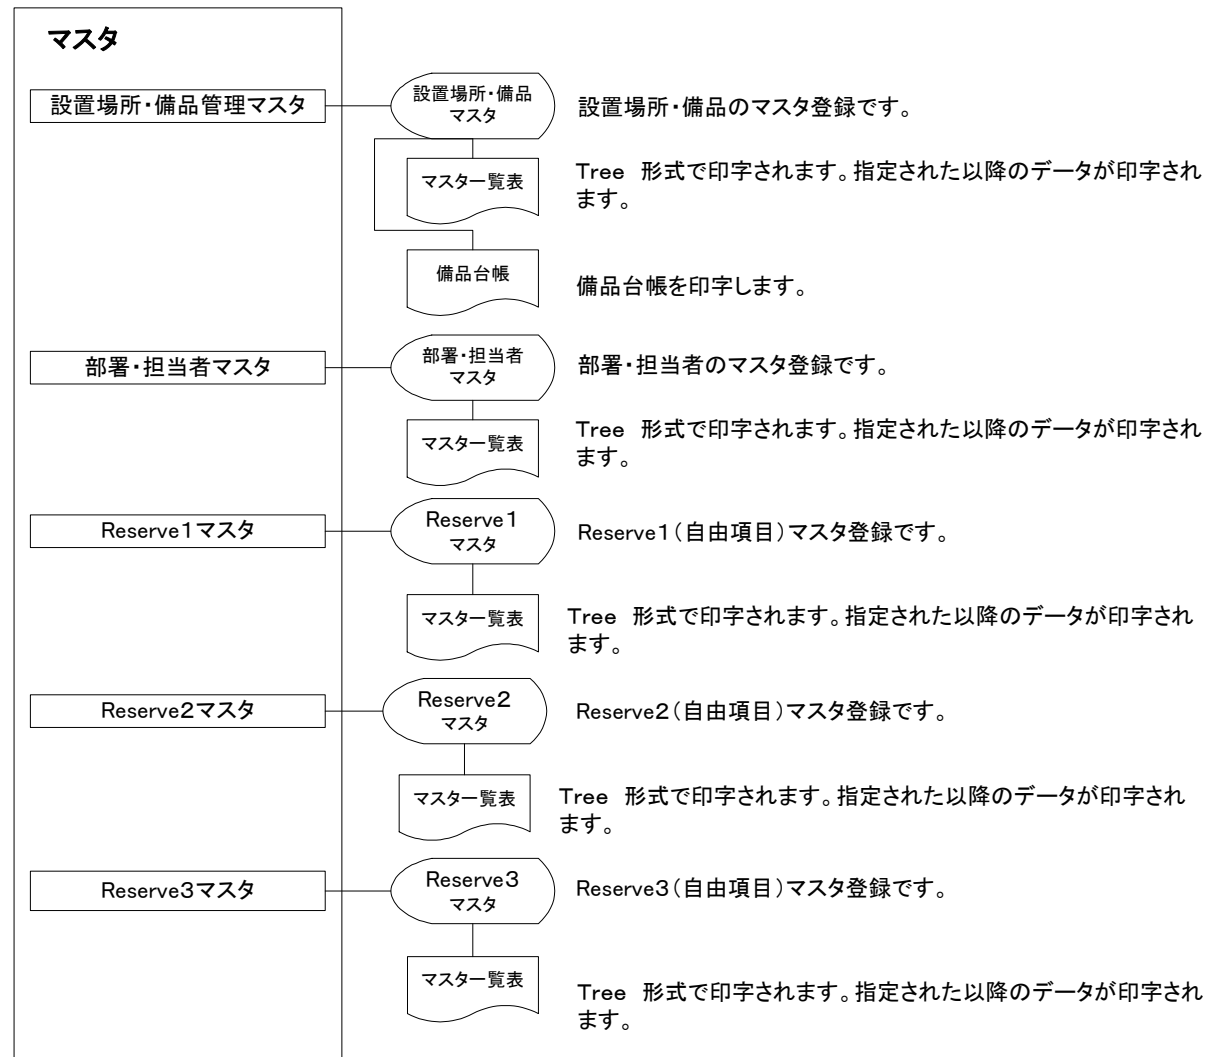 マスタ
設置場所・備品管理マスタ
設置場所・備品
マスタ
設置場所・備品のマスタ登録です。
マスター覧表
Tree　形式で印字されます。指定された以降のデータが印字され
ます。
備品台帳
備品台帳を印字します。
部署・担当者マスタ
部署・担当者
マスタ
部署・担当者のマスタ登録です。
マスター覧表
Tree　形式で印字されます。指定された以降のデータが印字され
ます。
Reserve1マスタ
Reserve1
マスタ
Reserve1（自由項目）マスタ登録です。
マスター覧表
Tree　形式で印字されます。指定された以降のデータが印字され
ます。
Reserve2マスタ
Reserve2
マスタ
Reserve2（自由項目）マスタ登録です。
マスター覧表
Tree　形式で印字されます。指定された以降のデータが印字され
ます。
Reserve3マスタ
Reserve3
マスタ
Reserve3（自由項目）マスタ登録です。
マスター覧表
Tree　形式で印字されます。指定された以降のデータが印字され
ます。